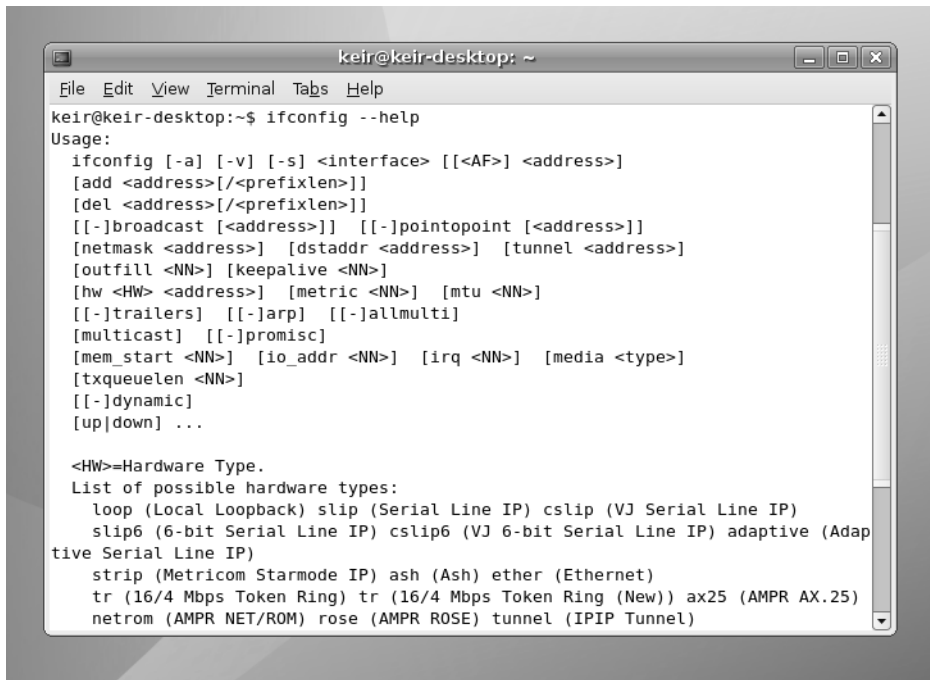 keir@keir-desktop: ~
File Edit View Terminal Tabs Help
keir@keir-desktop:~$ ifconfig --help
Usage:
  ifconfig [-a] [-v] [-s] <interface> [[<AF>] <address>]
  [add <address>[/<prefixlen>]]
  [del <address>[/<prefixlen>]]
  [[-]broadcast [<address>]]  [[-]pointopoint [<address>]]
  [netmask <address>]  [dstaddr <address>]  [tunnel <address>]
  [outfill <NN>] [keepalive <NN>]
  [hw <HW> <address>]  [metric <NN>]  [mtu <NN>]
  [[-]trailers]  [[-]arp]  [[-]allmulti]
  [multicast]  [[-]promisc]
  [mem_start <NN>]  [io_addr <NN>]  [irq <NN>]  [media <type>]
  [txqueuelen <NN>]
  [[-]dynamic]
  [up|down] ...

  <HW>=Hardware Type.
  List of possible hardware types:
    loop (Local Loopback) slip (Serial Line IP) cslip (VJ Serial Line IP)
    slip6 (6-bit Serial Line IP) cslip6 (VJ 6-bit Serial Line IP) adaptive (Adap
tive Serial Line IP)
    strip (Metricom Starmode IP) ash (Ash) ether (Ethernet)
    tr (16/4 Mbps Token Ring) tr (16/4 Mbps Token Ring (New)) ax25 (AMPR AX.25)
    netrom (AMPR NET/ROM) rose (AMPR ROSE) tunnel (IPIP Tunnel)